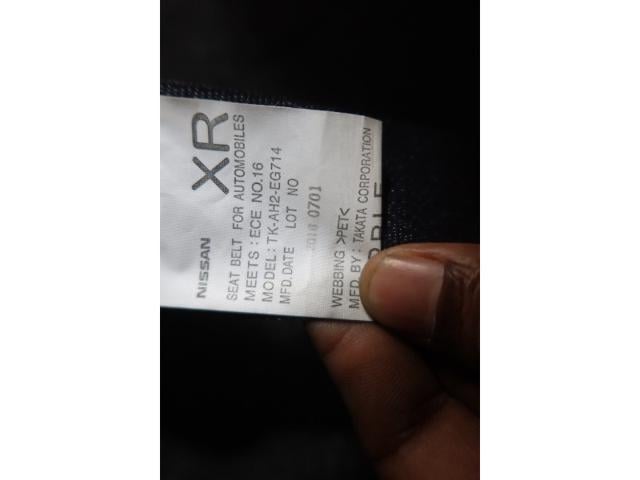 NISSAN XR
SEAT BELT FOR AUTOMOBILES
MEETS : ECE NO.16
MODEL: TK-AH2-EG714
MFD.DATE LOT NO
0701
WEBBING >PET<
MFD.BY : TAKATA CORPORATION